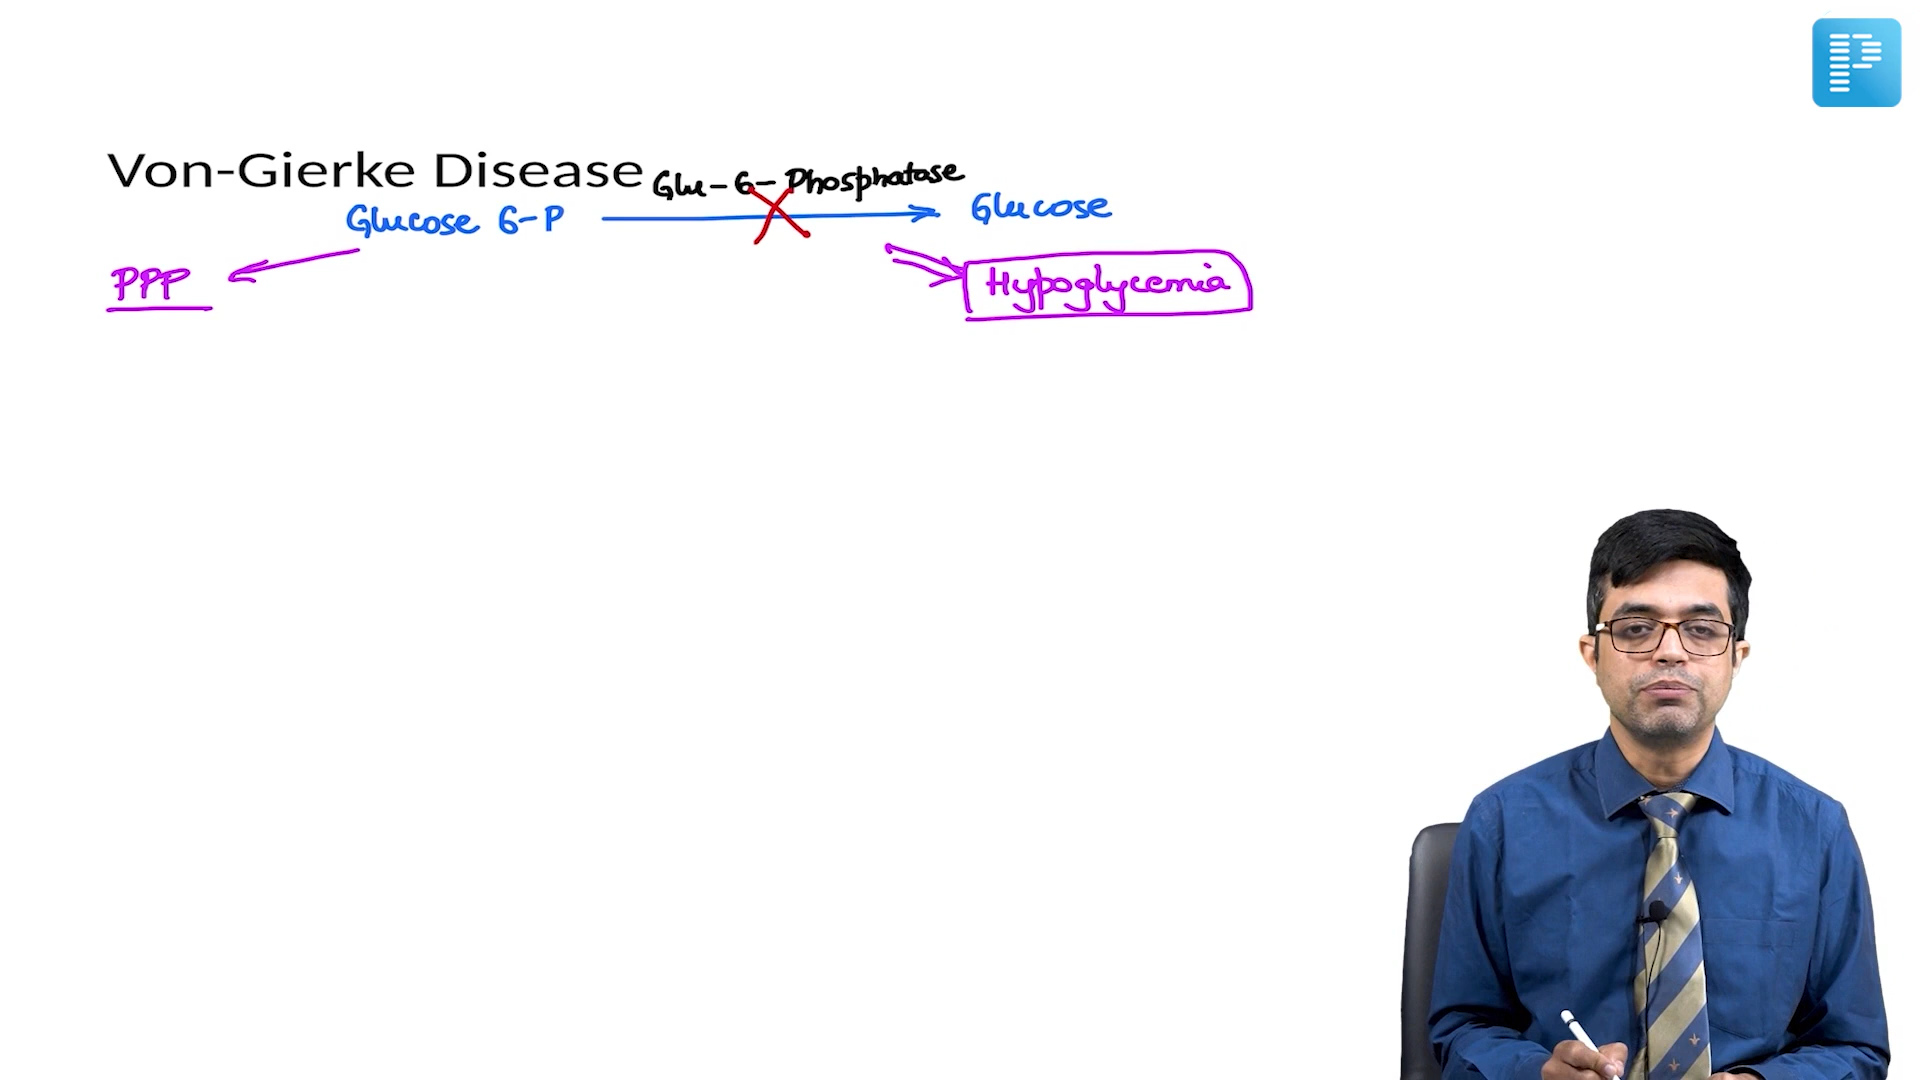 Von-Gierke Disease
Glu-6-Phosphatase
Glucose 6-P
Glucose
PPP
Hypoglycemia